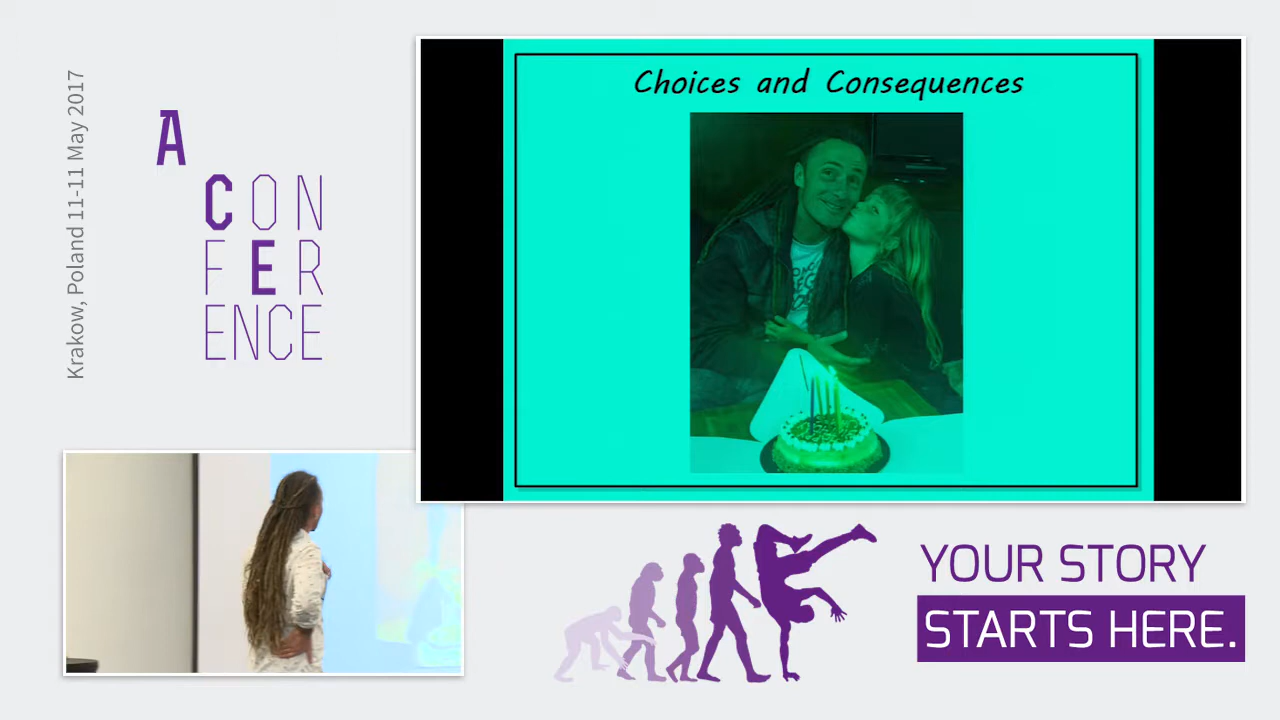 Krakow, Poland 11-11 May 2017
A
CON
FER
ENCE
Choices and Consequences
YOUR STORY
STARTS HERE.